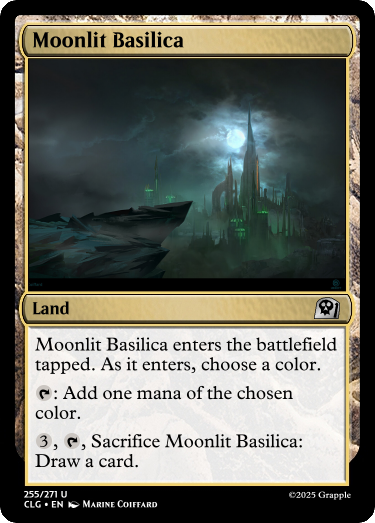 Moonlit Basilica
Land
Moonlit Basilica enters the battlefield
tapped. As it enters, choose a color.
: Add one mana of the chosen
color.
3, , Sacrifice Moonlit Basilica:
Draw a card.
255/271 U
CLG • EN Marine Coiffard
©2025 Grapple